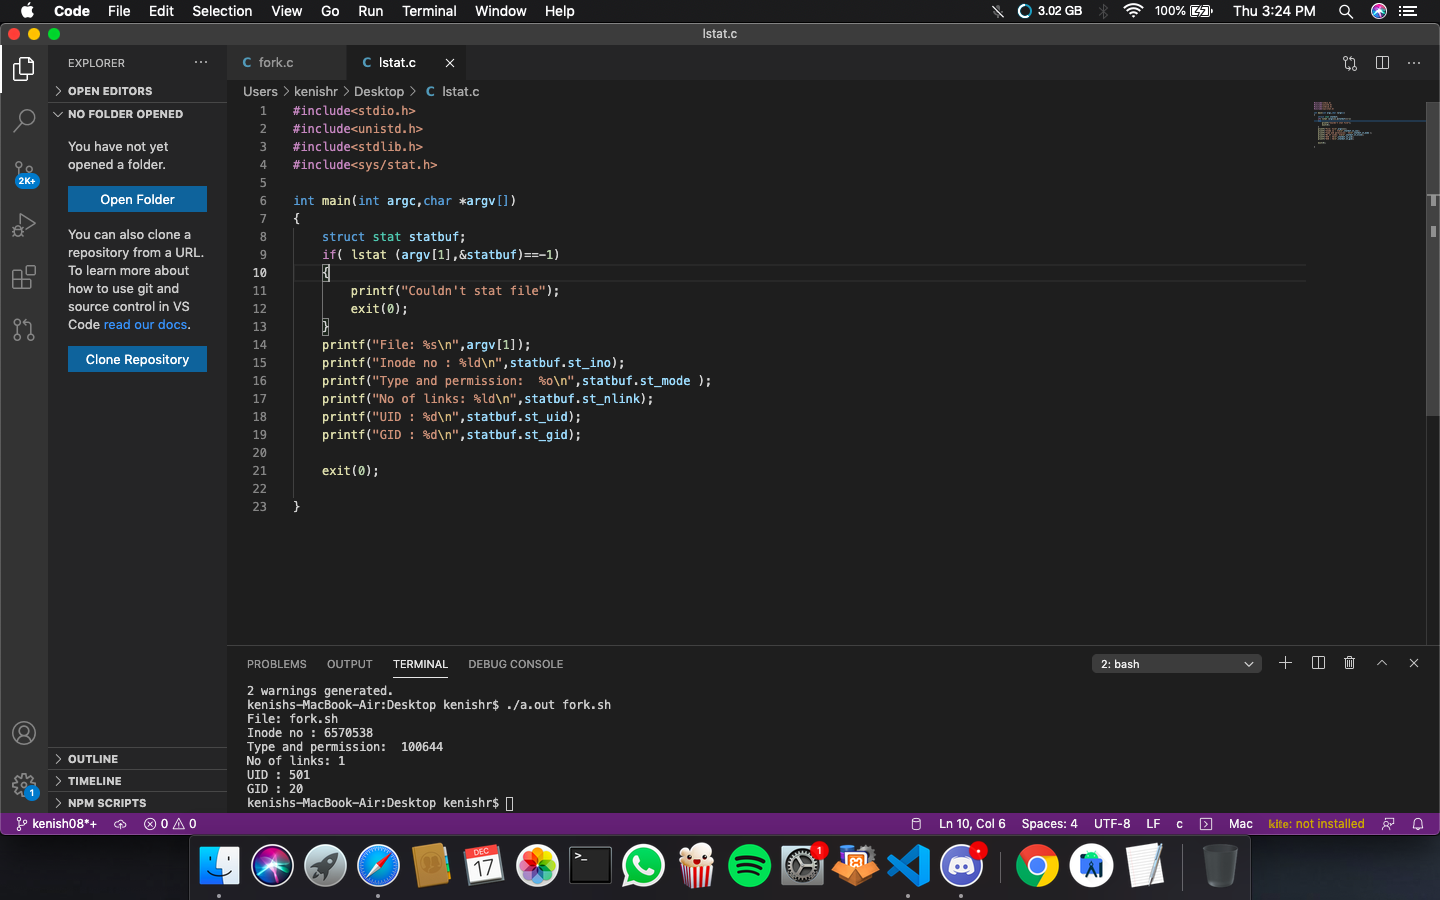 Code File Edit Selection View Go Run Terminal Window Help 3.02 GB 100% Thu 3:24 PM
lstat.c
EXPLORER
OPEN EDITORS
NO FOLDER OPENED
You have not yet
opened a folder.
Open Folder
You can also clone a
repository from a URL.
To learn more about
how to use git and
source control in VS
Code read our docs.
Clone Repository
OUTLINE
TIMELINE
NPM SCRIPTS
2K+
1
C fork.c C lstat.c
Users > kenishr > Desktop > C lstat.c
1 #include<stdio.h>
2 #include<unistd.h>
3 #include<stdlib.h>
4 #include<sys/stat.h>
5
6 int main(int argc,char *argv[])
7 {
8 struct stat statbuf;
9 if( lstat (argv[1],&statbuf)==-1)
10 {
11 printf("Couldn't stat file");
12 exit(0);
13 }
14 printf("File: %s\n",argv[1]);
15 printf("Inode no : %ld\n",statbuf.st_ino);
16 printf("Type and permission:  %o\n",statbuf.st_mode );
17 printf("No of links: %ld\n",statbuf.st_nlink);
18 printf("UID : %d\n",statbuf.st_uid);
19 printf("GID : %d\n",statbuf.st_gid);
20
21 exit(0);
22
23 }
PROBLEMS OUTPUT TERMINAL DEBUG CONSOLE 2: bash
2 warnings generated.
kenishs-MacBook-Air:Desktop kenishr$ ./a.out fork.sh
File: fork.sh
Inode no : 6570538
Type and permission:  100644
No of links: 1
UID : 501
GID : 20
kenishs-MacBook-Air:Desktop kenishr$
kenish08*+ 0 0 Ln 10, Col 6 Spaces: 4 UTF-8 LF c Mac kite: not installed
DEC
17
1